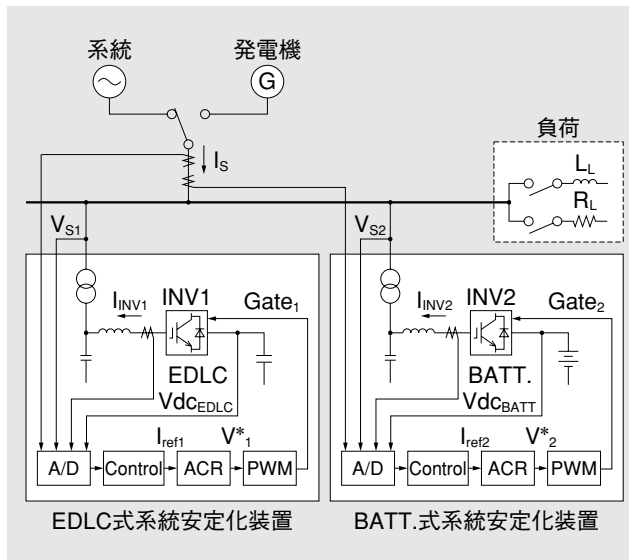 系統
発電機
G
I_S
負荷
L_L
R_L
V_S1
V_S2
I_INV1
INV1
Gate_1
EDLC
Vdc_EDLC
I_ref1
V*_1
A/D
Control
ACR
PWM
EDLC式系統安定化装置
I_INV2
INV2
Gate_2
BATT.
Vdc_BATT
I_ref2
V*_2
A/D
Control
ACR
PWM
BATT.式系統安定化装置